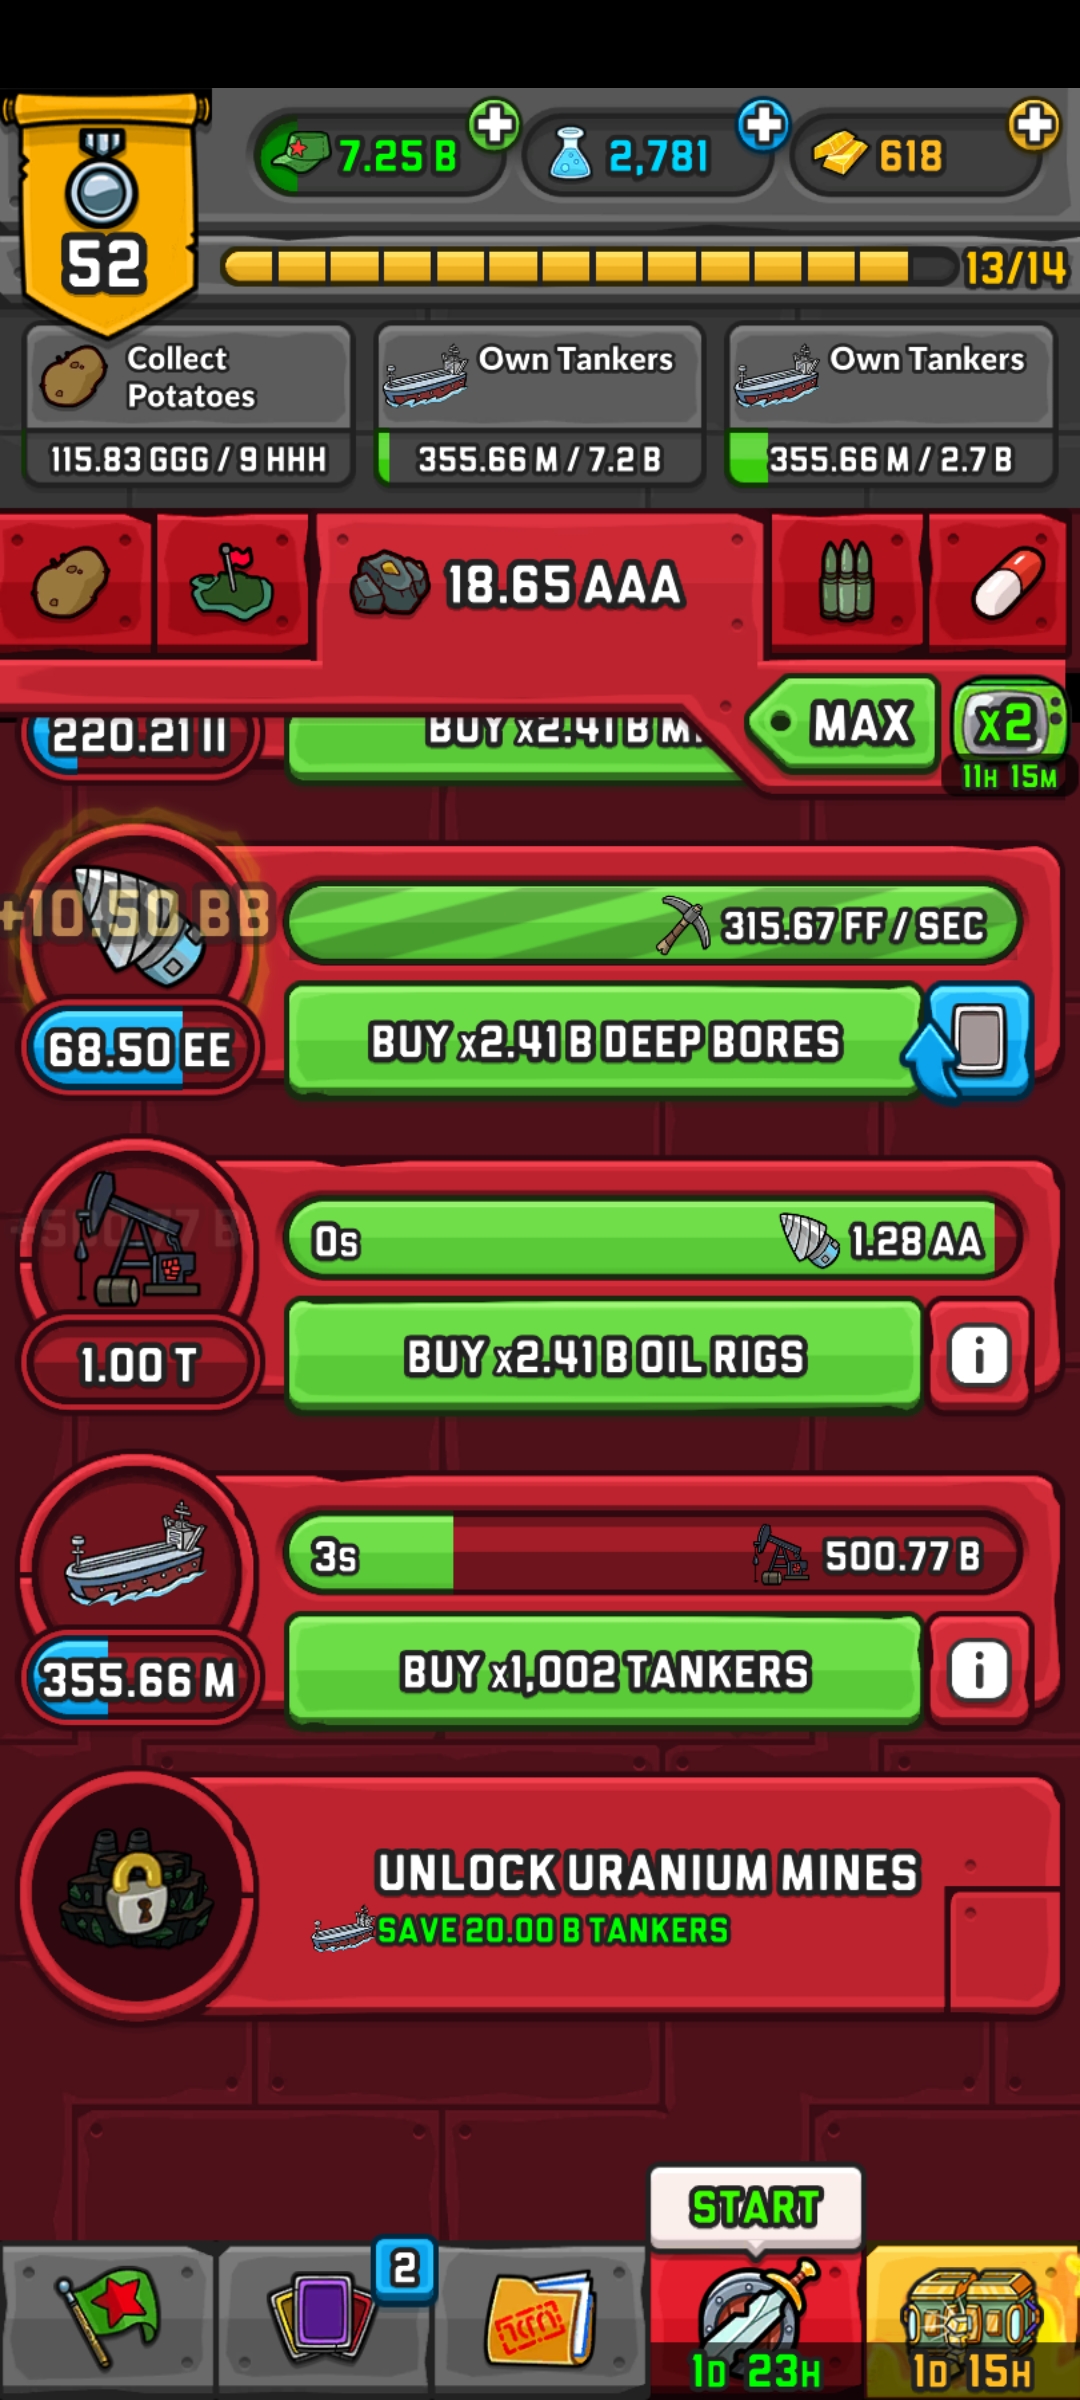 7.25 B
2,781
618
52
13/14
Collect
Potatoes
115.83 GGG / 9 HHH
Own Tankers
355.66 M / 7.2 B
Own Tankers
355.66 M / 2.7 B
18.65 AAA
MAX
x2
11H 15M
220.21 II
BUY x2.41 B
+10.50 BB
315.67 FF / SEC
68.50 EE
BUY x2.41 B DEEP BORES
+500.77 B
0s
1.28 AA
1.00 T
BUY x2.41 B OIL RIGS
i
3s
500.77 B
355.66 M
BUY x1,002 TANKERS
i
UNLOCK URANIUM MINES
SAVE 20.00 B TANKERS
START
2
1D 23H
1D 15H